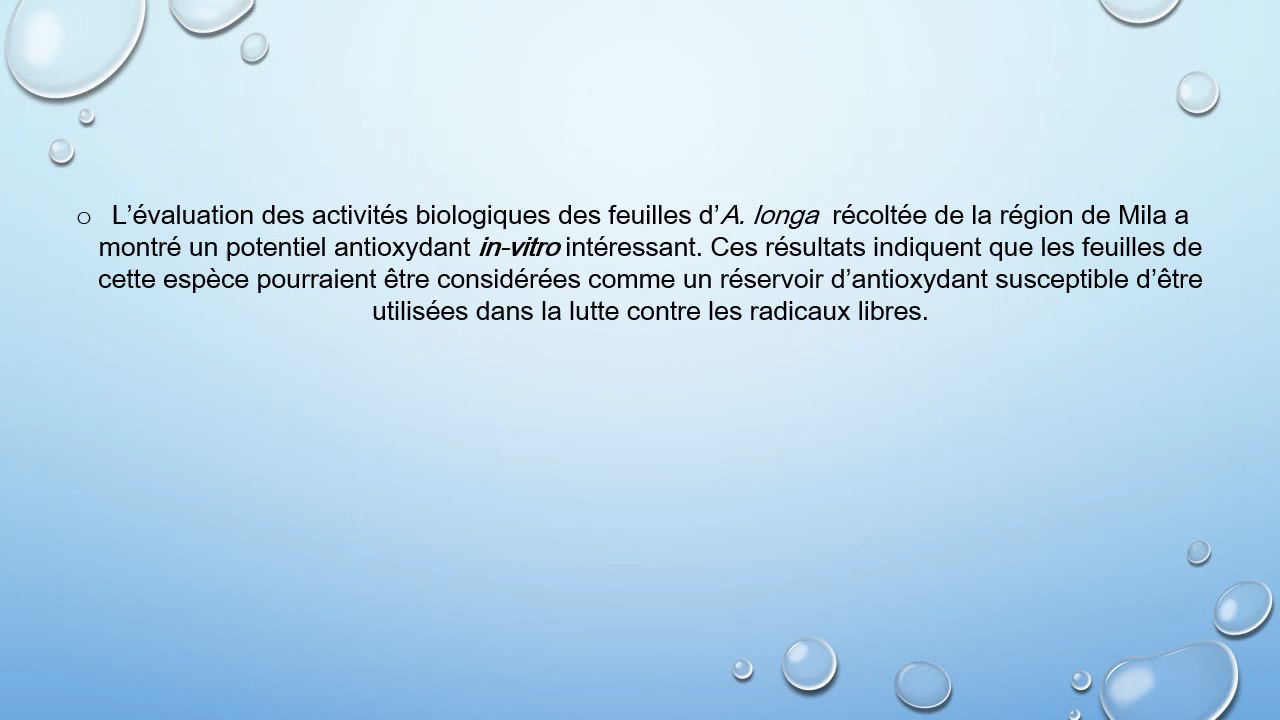 o L’évaluation des activités biologiques des feuilles d’A. longa récoltée de la région de Mila a
montré un potentiel antioxydant in-vitro intéressant. Ces résultats indiquent que les feuilles de
cette espèce pourraient être considérées comme un réservoir d’antioxydant susceptible d’être
utilisées dans la lutte contre les radicaux libres.